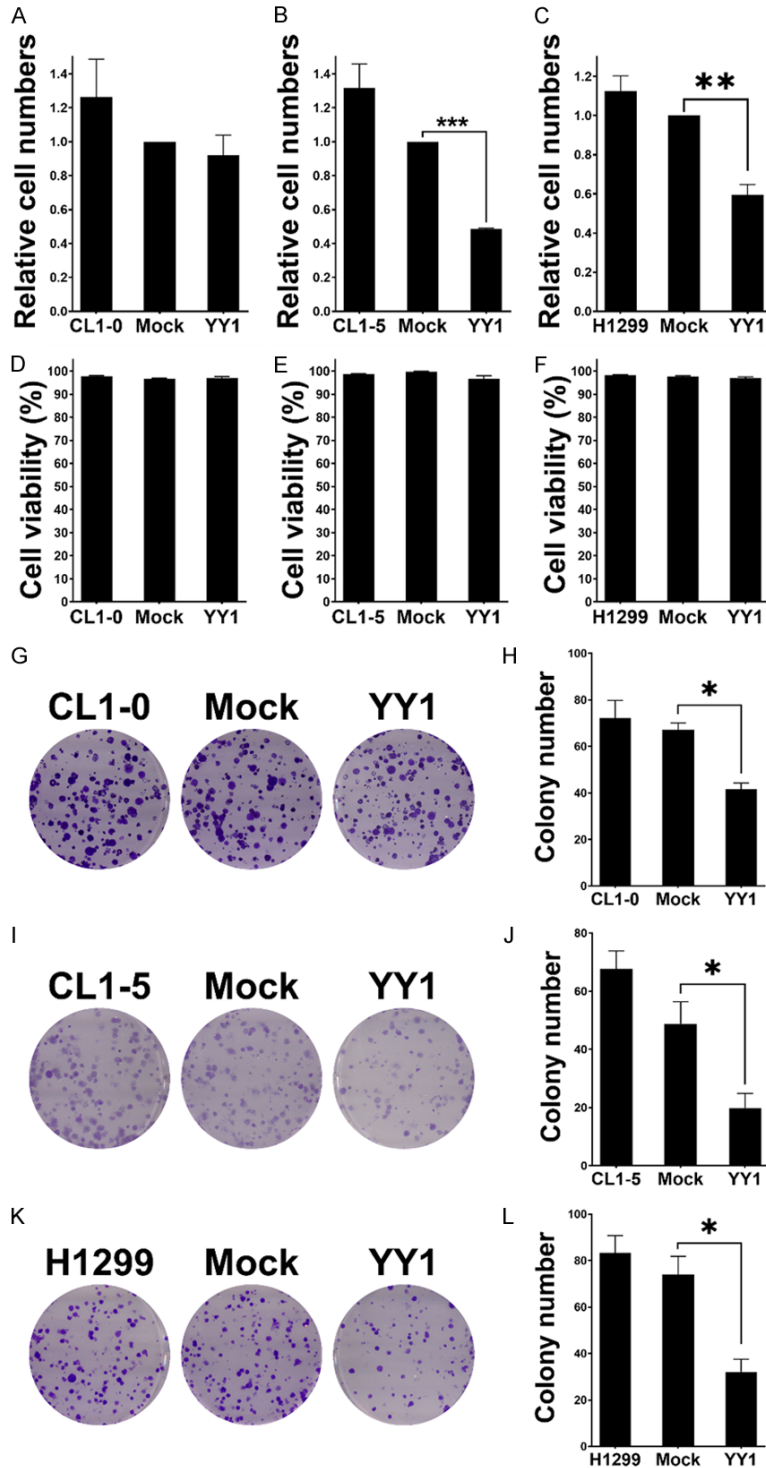 A
Relative cell numbers
1.4
1.2
1.0
0.8
0.6
0.4
0.2
0.0
CL1-0 Mock YY1
B
Relative cell numbers
1.4
1.2
1.0
0.8
0.6
0.4
0.2
0.0
***
CL1-5 Mock YY1
C
Relative cell numbers
1.2
1.0
0.8
0.6
0.4
1.2
0.0
**
H1299 Mock YY1
D
Cell viability (%)
100
90
80
70
60
50
40
30
20
10
0
CL1-0 Mock YY1
E
Cell viability (%)
100
90
80
70
60
50
40
30
20
10
0
CL1-5 Mock YY1
F
Cell viability (%)
100
90
80
70
60
50
40
30
20
10
0
H1299 Mock YY1
G
CL1-0 Mock YY1
H
Colony number
100
80
60
40
20
0
*
CL1-0 Mock YY1
I
CL1-5 Mock YY1
J
Colony number
80
60
40
20
0
*
CL1-5 Mock YY1
K
H1299 Mock YY1
L
Colony number
100
80
60
40
20
0
*
H1299 Mock YY1